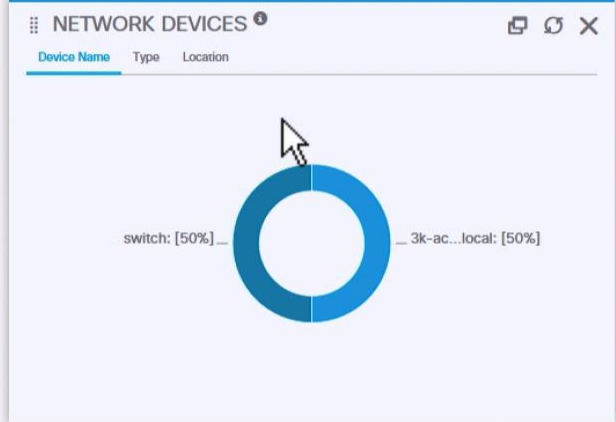 NETWORK DEVICES
Device Name Type Location
switch: [50%] 3k-ac...local: [50%]